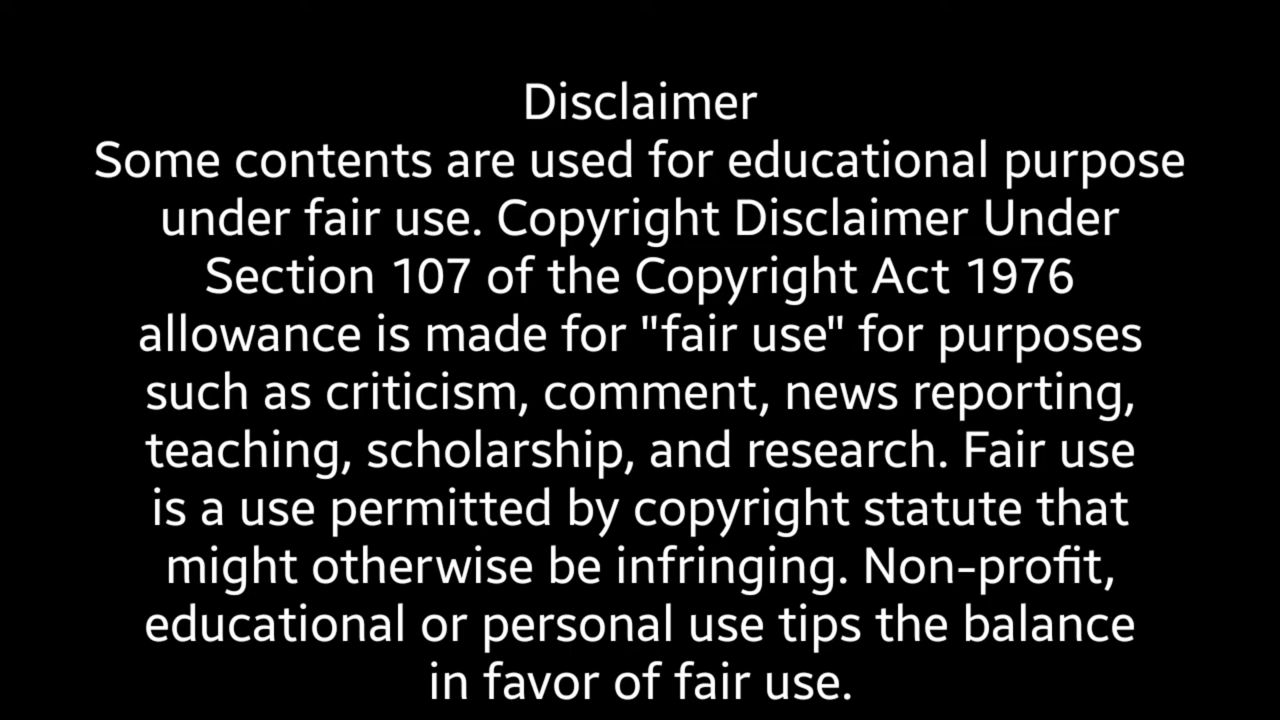 Disclaimer
Some contents are used for educational purpose
under fair use. Copyright Disclaimer Under
Section 107 of the Copyright Act 1976
allowance is made for "fair use" for purposes
such as criticism, comment, news reporting,
teaching, scholarship, and research. Fair use
is a use permitted by copyright statute that
might otherwise be infringing. Non-profit,
educational or personal use tips the balance
in favor of fair use.